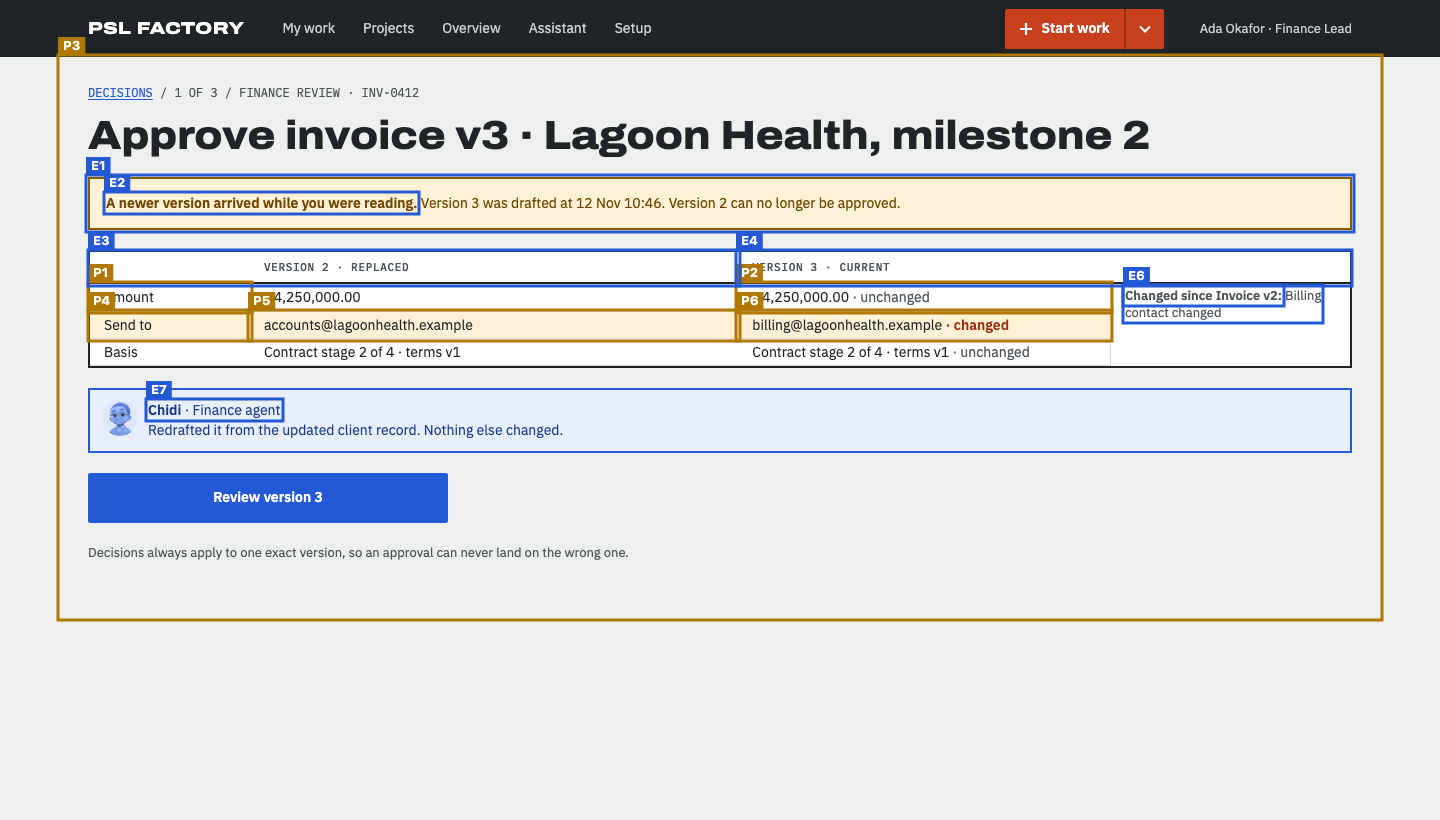 PSL FACTORY
My work
Projects
Overview
Assistant
Setup
Start work
Ada Okafor · Finance Lead
P3
DECISIONS / 1 OF 3 / FINANCE REVIEW · INV-0412
Approve invoice v3 · Lagoon Health, milestone 2
E1
E2
A newer version arrived while you were reading. Version 3 was drafted at 12 Nov 10:46. Version 2 can no longer be approved.
E3
E4
VERSION 2 · REPLACED
ERSION 3 · CURRENT
P1
P2
E6
mount
4,250,000.00
4,250,000.00 · unchanged
Changed since Invoice v2: Billing
contact changed
P4
P5
P6
Send to
accounts@lagoonhealth.example
billing@lagoonhealth.example · changed
Basis
Contract stage 2 of 4 · terms v1
Contract stage 2 of 4 · terms v1 · unchanged
E7
Chidi · Finance agent
Redrafted it from the updated client record. Nothing else changed.
Review version 3
Decisions always apply to one exact version, so an approval can never land on the wrong one.